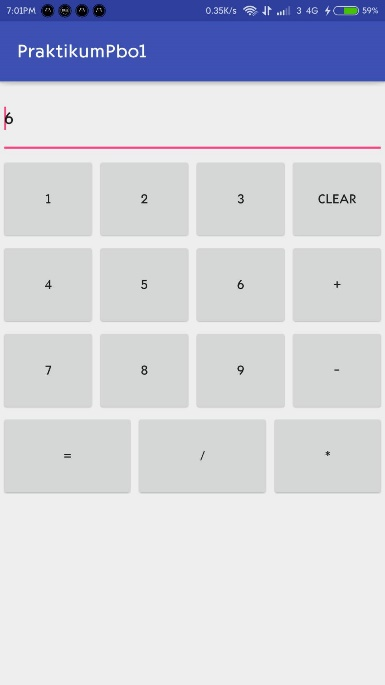 7:01PM 0.35K/s 3 4G 59%
PraktikumPbo1
6
1 2 3 CLEAR
4 5 6 +
7 8 9 -
= / *